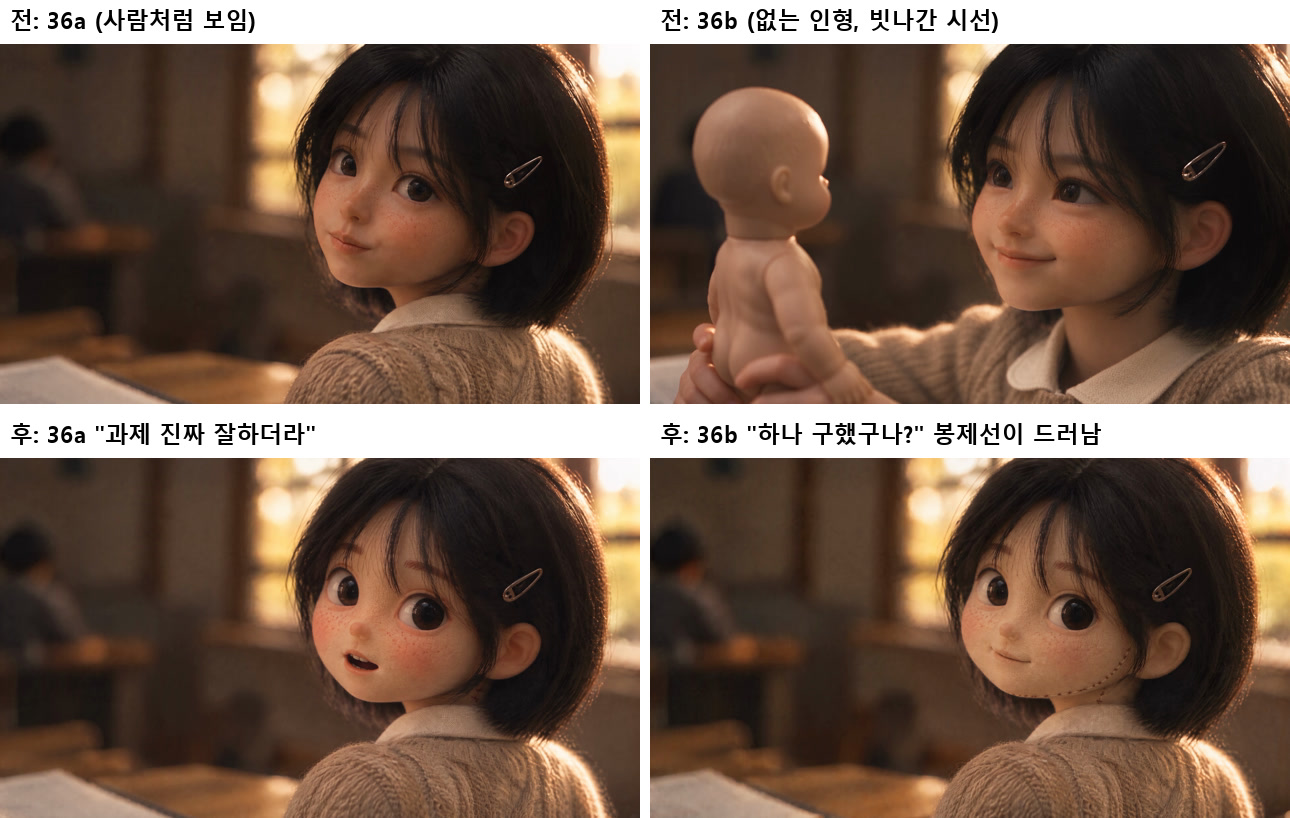 전: 36a (사람처럼 보임)
전: 36b (없는 인형, 빗나간 시선)
후: 36a "과제 진짜 잘하더라"
후: 36b "하나 구했구나?" 봉제선이 드러남